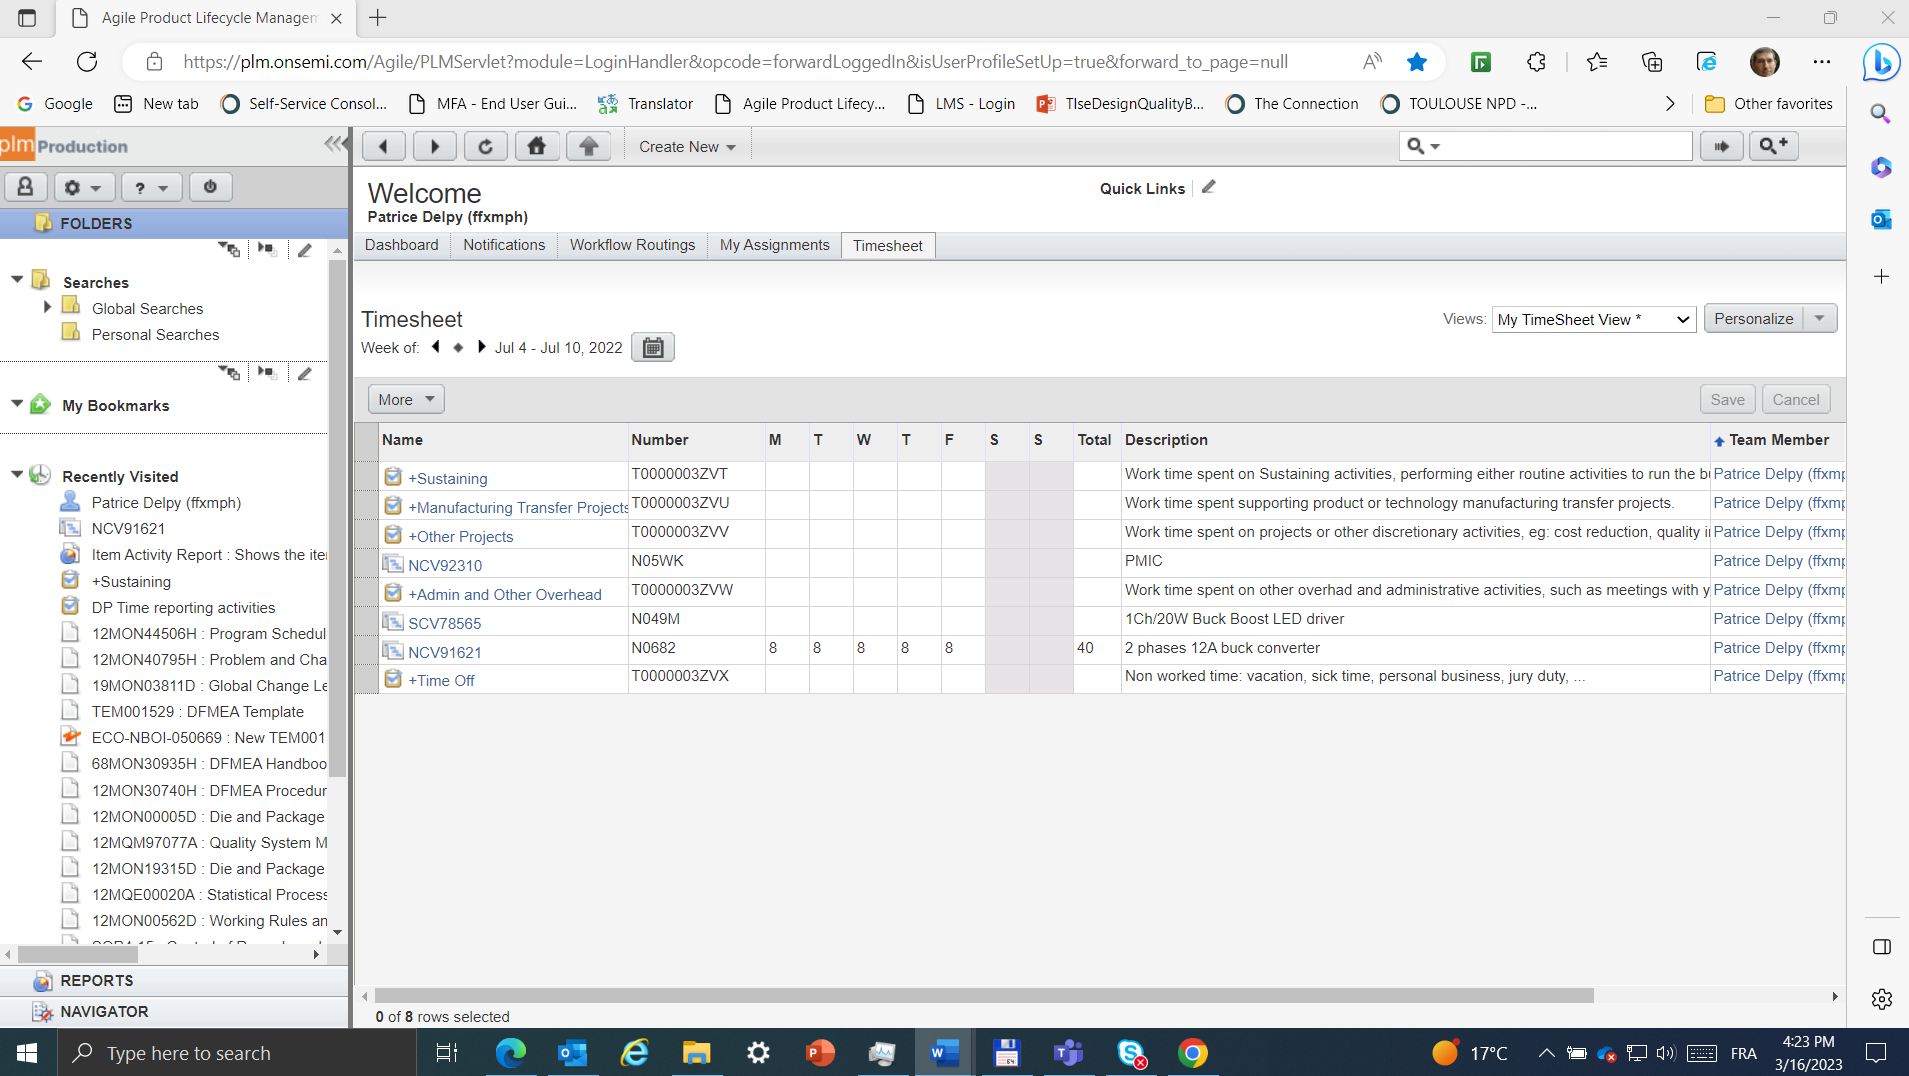 Agile Product Lifecycle Managem
https://plm.onsemi.com/Agile/PLMServlet?module=LoginHandler&opcode=forwardLoggedIn&isUserProfileSetUp=true&forward_to_page=null
Google New tab Self-Service Consol... MFA - End User Gui... Translator Agile Product Lifecy... LMS - Login TlseDesignQualityB... The Connection TOULOUSE NPD -... Other favorites
plm Production
Create New
Welcome
Patrice Delpy (ffxmph)
Quick Links
FOLDERS
Searches
Global Searches
Personal Searches
My Bookmarks
Recently Visited
Patrice Delpy (ffxmph)
NCV91621
Item Activity Report : Shows the ite
+Sustaining
DP Time reporting activities
12MON44506H : Program Schedul
12MON40795H : Problem and Cha
19MON03811D : Global Change Le
TEM001529 : DFMEA Template
ECO-NBOI-050669 : New TEM001
68MON30935H : DFMEA Handboo
12MON30740H : DFMEA Procedur
12MON00005D : Die and Package
12MQM97077A : Quality System M
12MON19315D : Die and Package
12MQE00020A : Statistical Process
12MON00562D : Working Rules an
REPORTS
NAVIGATOR
Dashboard Notifications Workflow Routings My Assignments Timesheet
Timesheet
Week of: Jul 4 - Jul 10, 2022
Views: My TimeSheet View * Personalize
More Save Cancel
Name Number M T W T F S S Total Description Team Member
+Sustaining T0000003ZVT Work time spent on Sustaining activities, performing either routine activities to run the b Patrice Delpy (ffxmp
+Manufacturing Transfer Projects T0000003ZVU Work time spent supporting product or technology manufacturing transfer projects. Patrice Delpy (ffxmp
+Other Projects T0000003ZVV Work time spent on projects or other discretionary activities, eg: cost reduction, quality i Patrice Delpy (ffxmp
NCV92310 N05WK PMIC Patrice Delpy (ffxmp
+Admin and Other Overhead T0000003ZVW Work time spent on other overhad and administrative activities, such as meetings with y Patrice Delpy (ffxmp
SCV78565 N049M 1Ch/20W Buck Boost LED driver Patrice Delpy (ffxmp
NCV91621 N0682 8 8 8 8 8 40 2 phases 12A buck converter Patrice Delpy (ffxmp
+Time Off T0000003ZVX Non worked time: vacation, sick time, personal business, jury duty, ... Patrice Delpy (ffxmp
0 of 8 rows selected
Type here to search
17°C
FRA
4:23 PM
3/16/2023